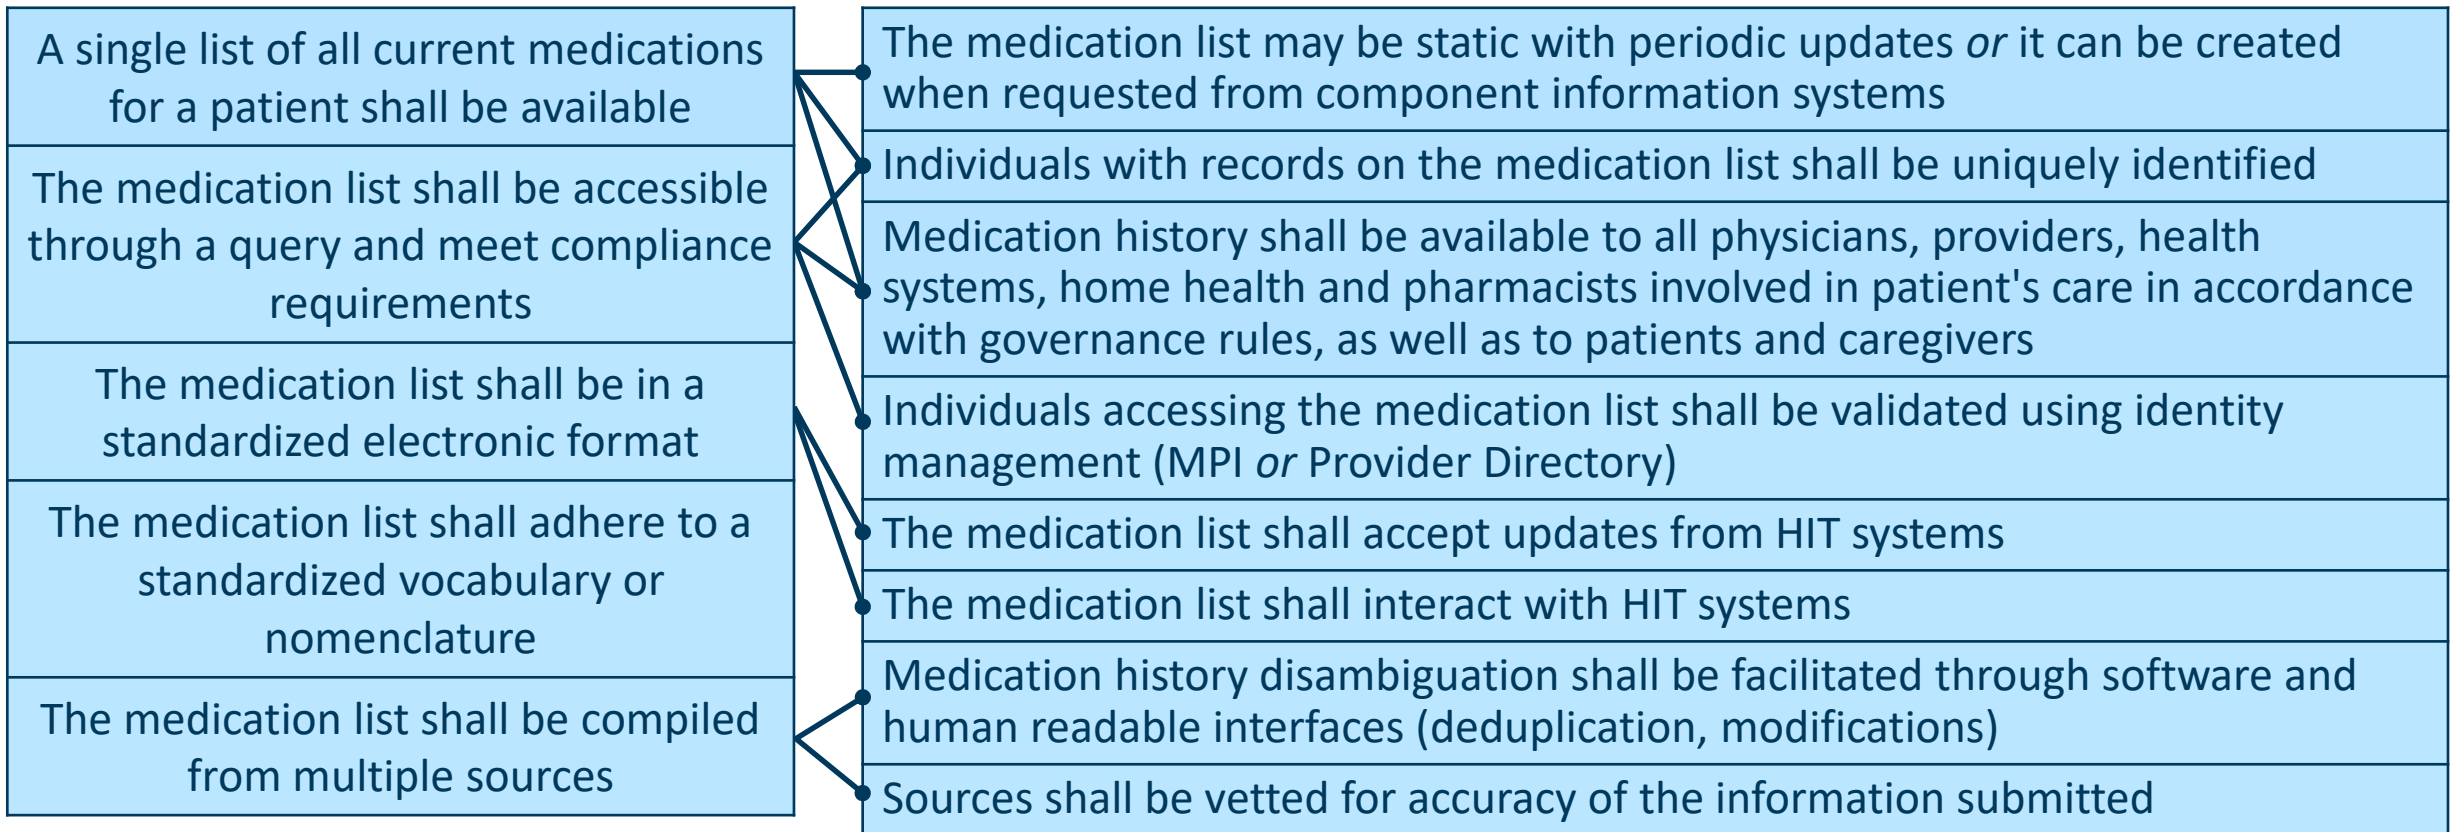 A single list of all current medications
for a patient shall be available
The medication list shall be accessible
through a query and meet compliance
requirements
The medication list shall be in a
standardized electronic format
The medication list shall adhere to a
standardized vocabulary or
nomenclature
The medication list shall be compiled
from multiple sources
The medication list may be static with periodic updates or it can be created
when requested from component information systems
Individuals with records on the medication list shall be uniquely identified
Medication history shall be available to all physicians, providers, health
systems, home health and pharmacists involved in patient's care in accordance
with governance rules, as well as to patients and caregivers
Individuals accessing the medication list shall be validated using identity
management (MPI or Provider Directory)
The medication list shall accept updates from HIT systems
The medication list shall interact with HIT systems
Medication history disambiguation shall be facilitated through software and
human readable interfaces (deduplication, modifications)
Sources shall be vetted for accuracy of the information submitted